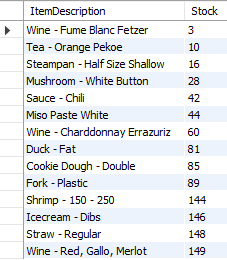 ItemDescription Stock
Wine - Fume Blanc Fetzer 3
Tea - Orange Pekoe 10
Steampan - Half Size Shallow 16
Mushroom - White Button 28
Sauce - Chili 42
Miso Paste White 44
Wine - Charddonnay Errazuriz 60
Duck - Fat 81
Cookie Dough - Double 85
Fork - Plastic 89
Shrimp - 150 - 250 144
Icecream - Dibs 146
Straw - Regular 148
Wine - Red, Gallo, Merlot 149